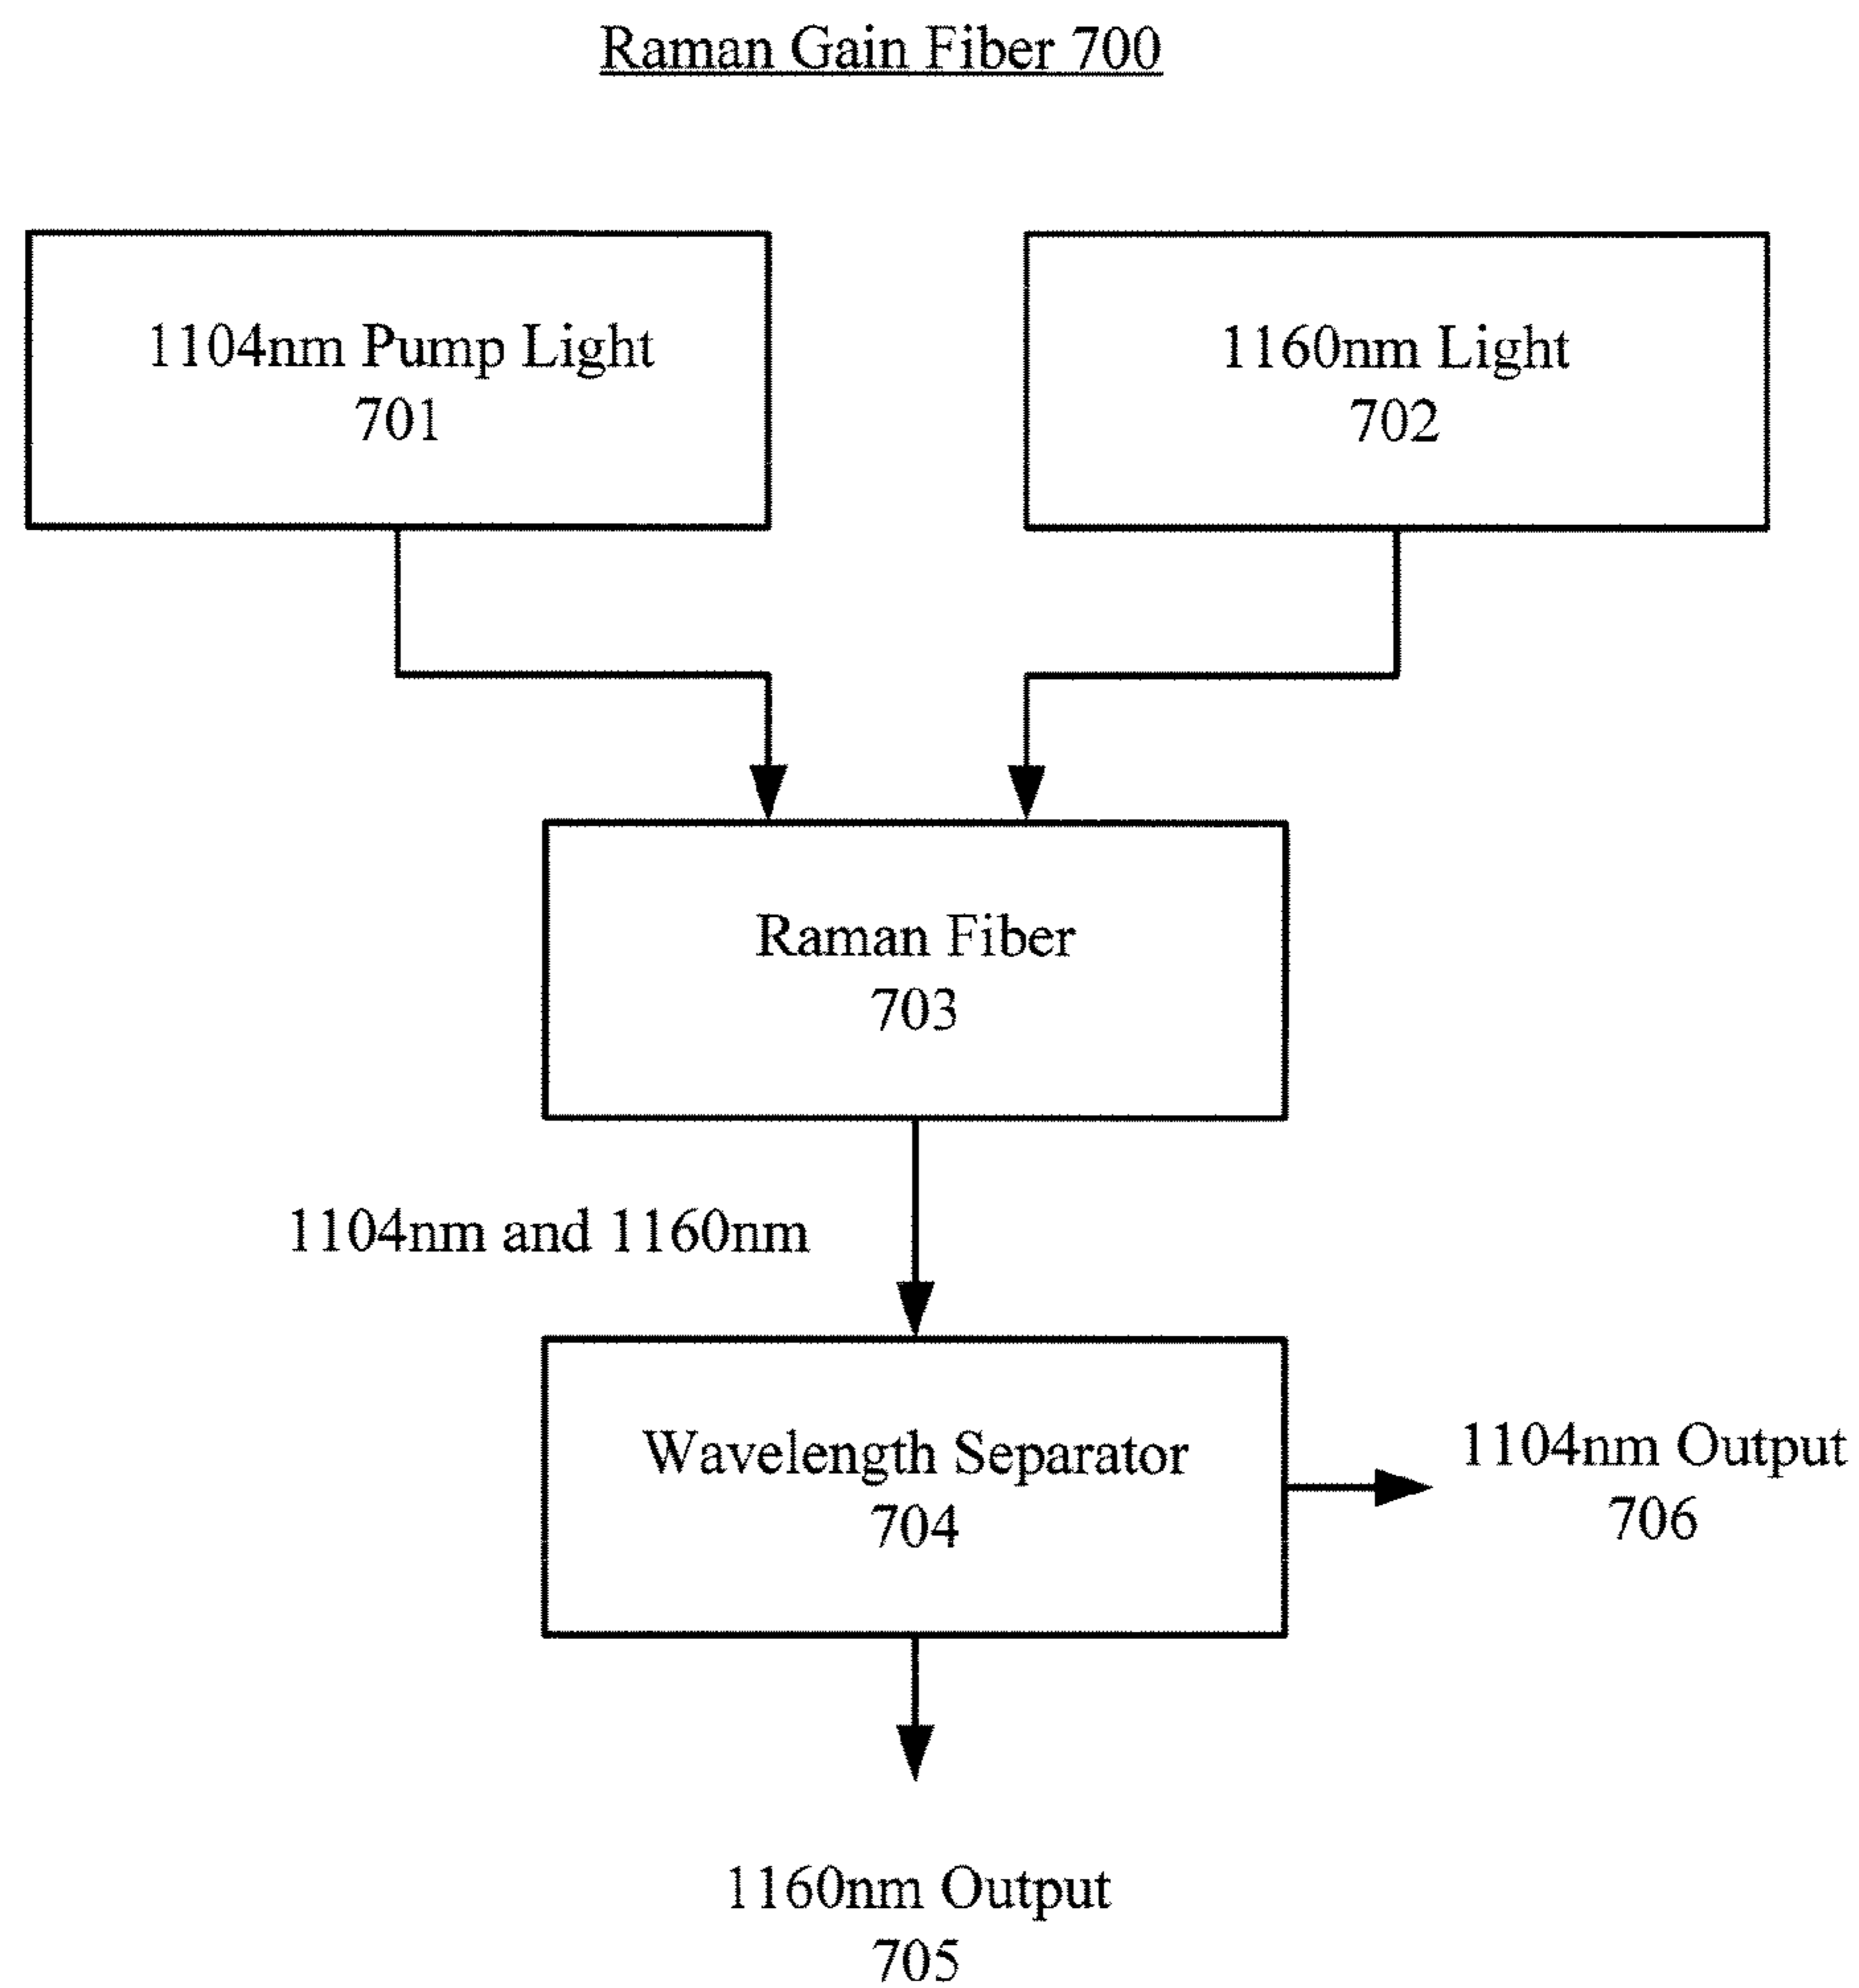 Raman Gain Fiber 700
1104nm Pump Light
701
1160nm Light
702
Raman Fiber
703
1104nm and 1160nm
Wavelength Separator
704
1104nm Output
706
1160nm Output
705